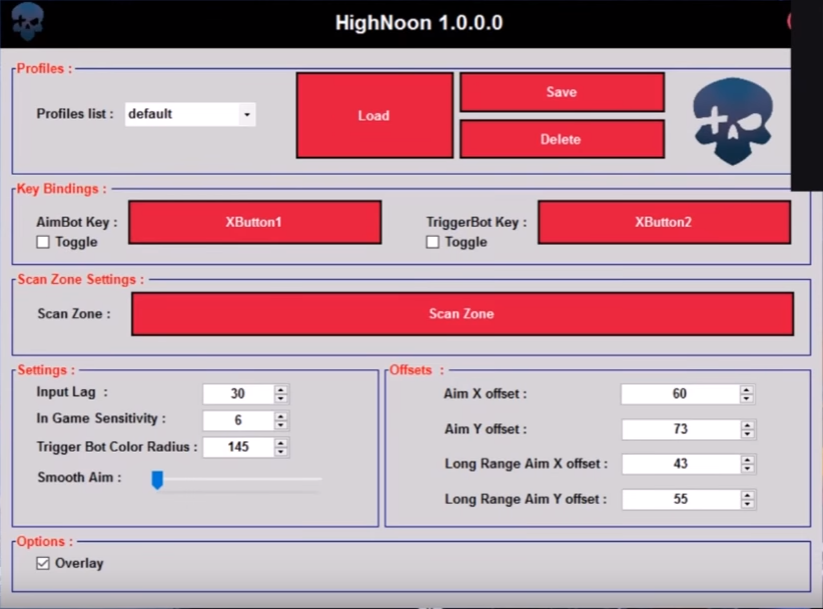 HighNoon 1.0.0.0
Profiles :
Profiles list : default
Load
Save
Delete
Key Bindings :
AimBot Key : XButton1
Toggle
TriggerBot Key : XButton2
Toggle
Scan Zone Settings :
Scan Zone : Scan Zone
Settings :
Input Lag : 30
In Game Sensitivity : 6
Trigger Bot Color Radius : 145
Smooth Aim :
Offsets :
Aim X offset : 60
Aim Y offset : 73
Long Range Aim X offset : 43
Long Range Aim Y offset : 55
Options :
Overlay